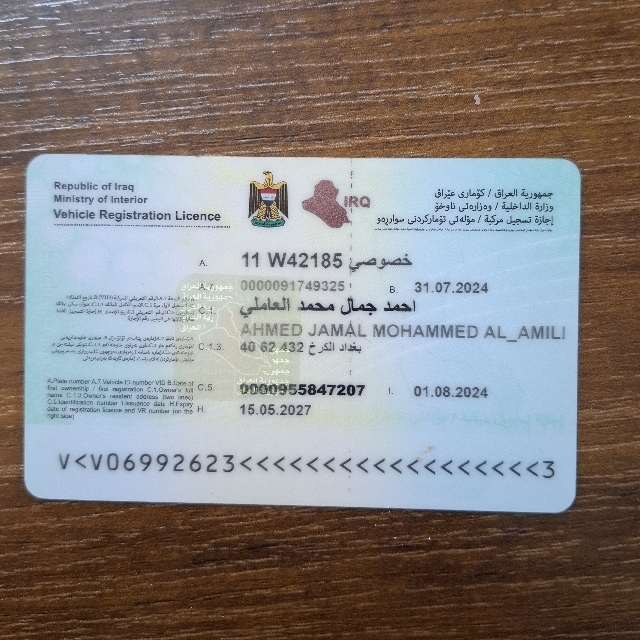 Republic of Iraq
Ministry of Interior
Vehicle Registration Licence
IRQ
جمهورية العراق / كۆماری عێراق
وزارة الداخلية / وەزارەتی ناوخۆ
إجازة تسجيل مركبة / مۆڵەتی تۆمارکردنی سواریەو
A. 11 W42185 خصوصي
A.7. 0000091749325 B. 31.07.2024
C.1. احمد جمال محمد العاملي
AHMED JAMAL MOHAMMED AL_AMILI
C.1.3. 40 62 432 بغداد الكرخ
C.5. 0000955847207 I. 01.08.2024
H. 15.05.2027
A.Plate number A.7 Vehicle ID number VID B.Date of
first ownership / first registration C.1.Owner's full
name C.1.3.Owner's resident address (two lines)
C.5.Identification number I.Issuance date H.Expiry
date of registration licence and VR number (on the
right side)
V<V06992623<<<<<<<<<<<<<<<<<<3